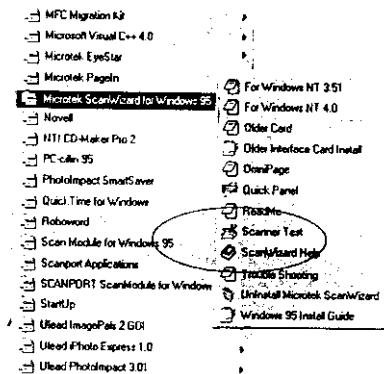 MFC Migration Kit
Microsoft Visual C++ 4.0
Microtek EyeStar
Microtek PageIn
Microtek ScanWizard for Windows 95
Novell
NTI CD-Maker Pro 2
PC-cillin 95
PhotoImpact SmartSaver
QuickTime for Windows
Roboword
Scan Module for Windows 95
Scanport Applications
SCANPORT ScanModule for Window
StartUp
Ulead ImagePals 2 GO!
Ulead iPhoto Express 1.0
Ulead PhotoImpact 3.01
For Windows NT 3.51
For Windows NT 4.0
Older Card
Older Interface Card Install
OmniPage
Quick Panel
ReadMe
Scanner Test
ScanWizard Help
Trouble Shooting
Uninstall Microtek ScanWizard
Windows 95 Install Guide